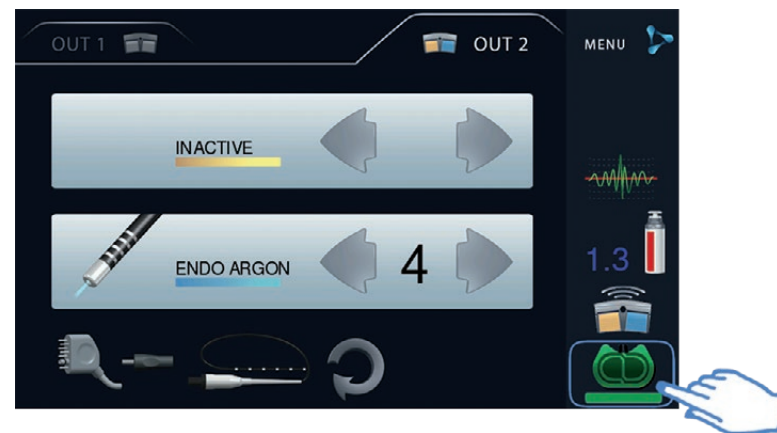 OUT 1
OUT 2
MENU
INACTIVE
1.3
ENDO ARGON
4